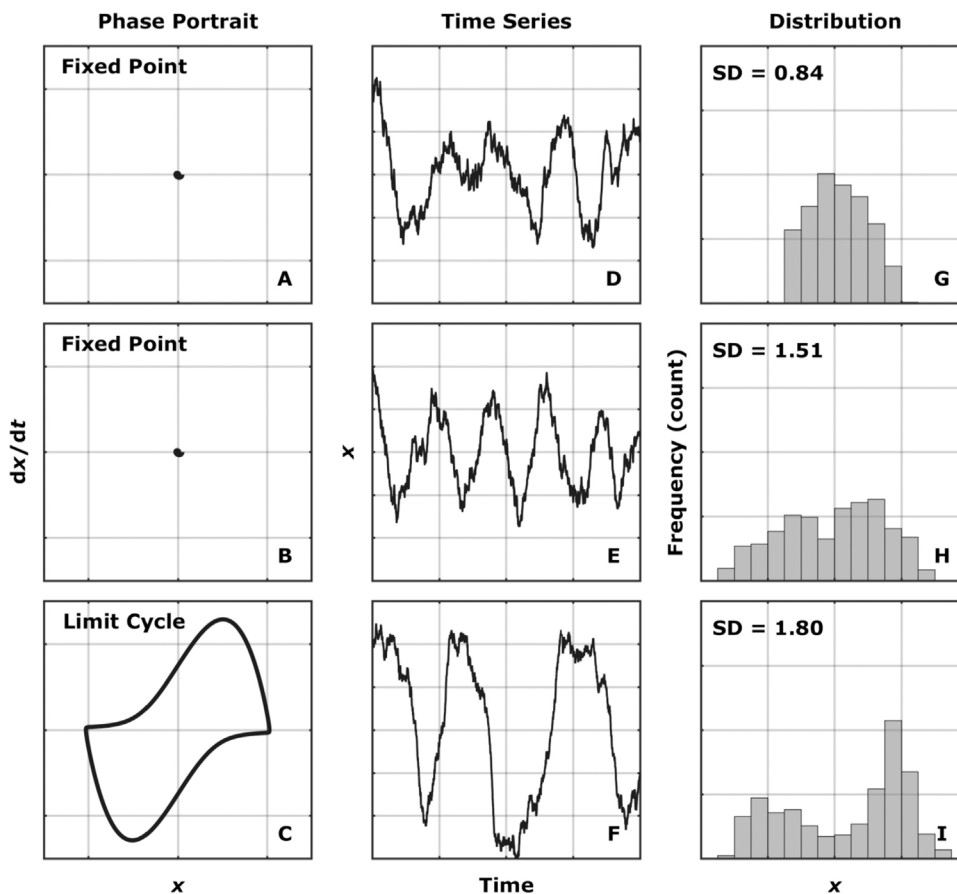 Phase Portrait
Time Series
Distribution
Fixed Point
A
D
SD = 0.84
G
Fixed Point
B
E
SD = 1.51
H
Limit Cycle
C
F
SD = 1.80
I
dx/dt
x
Frequency (count)
x
Time
x